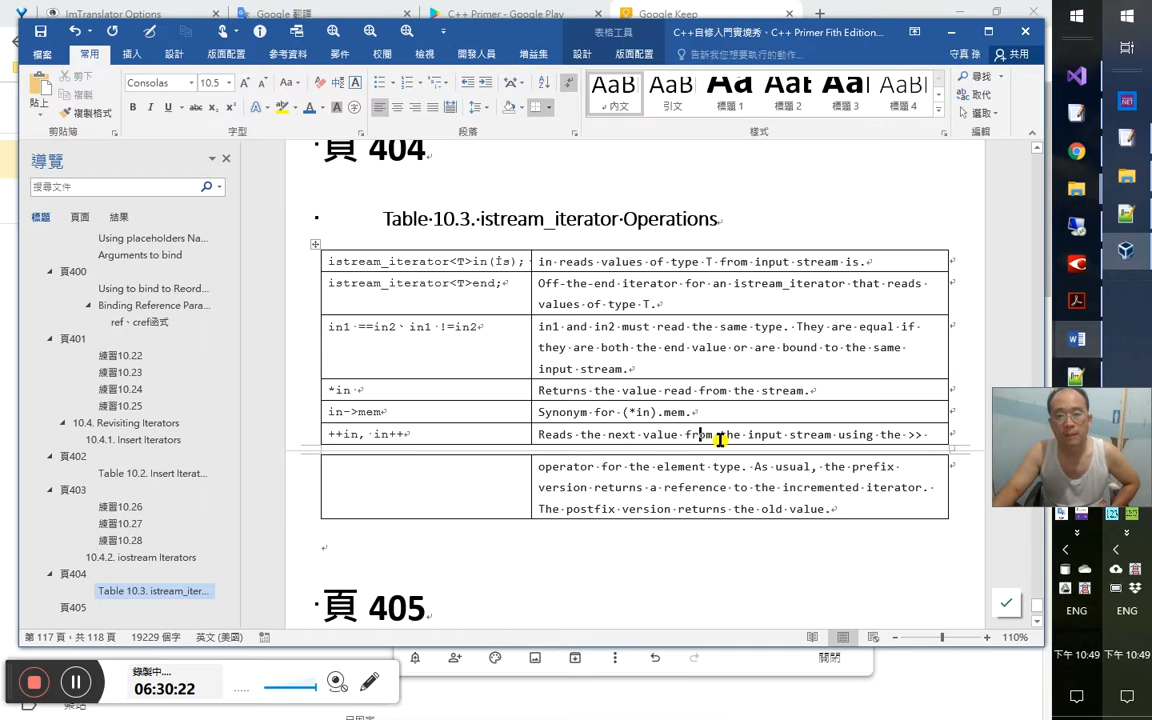 ImTranslator Options
Google 翻譯
C++ Primer - Google Play
Google Keep
表格工具
C++自修入門實境秀、C++ Primer Fith Edition...
檔案
常用
插入
設計
版面配置
參考資料
郵件
校閱
檢視
開發人員
增益集
設計
版面配置
告訴我您想要執行的動作...
守真 孫
共用
貼上
剪下
複製
複製格式
剪貼簿
Consolas
10.5
字型
段落
AaB
內文
AaB
引文
Aa
標題 1
Aat
標題 2
Aal
標題 3
AaBl
標題 4
樣式
尋找
取代
選取
編輯
導覽
搜尋文件
標題
頁面
結果
Using placeholders Na...
Arguments to bind
頁400
Using to bind to Reord...
Binding Reference Para...
ref、cref函式
頁401
練習10.22
練習10.23
練習10.24
練習10.25
10.4. Revisiting Iterators
10.4.1. Insert Iterators
頁402
Table 10.2. Insert Iterat...
頁403
練習10.26
練習10.27
練習10.28
10.4.2. iostream Iterators
頁404
Table 10.3. istream_iter...
頁405
頁 404
Table 10.3. istream_iterator Operations
istream_iterator<T>in(is);
in reads values of type T from input stream is.
istream_iterator<T>end;
Off-the-end iterator for an istream_iterator that reads
values of type T.
in1 ==in2、in1 !=in2
in1 and in2 must read the same type. They are equal if
they are both the end value or are bound to the same
input stream.
*in
Returns the value read from the stream.
in->mem
Synonym for (*in).mem.
++in, in++
Reads the next value from the input stream using the >>
operator for the element type. As usual, the prefix
version returns a reference to the incremented iterator.
The postfix version returns the old value.
頁 405
第 117 頁，共 118 頁
19229 個字
英文 (美國)
110%
錄製中...
06:30:22
關閉
ENG
ENG
下午 10:49
下午 10:49